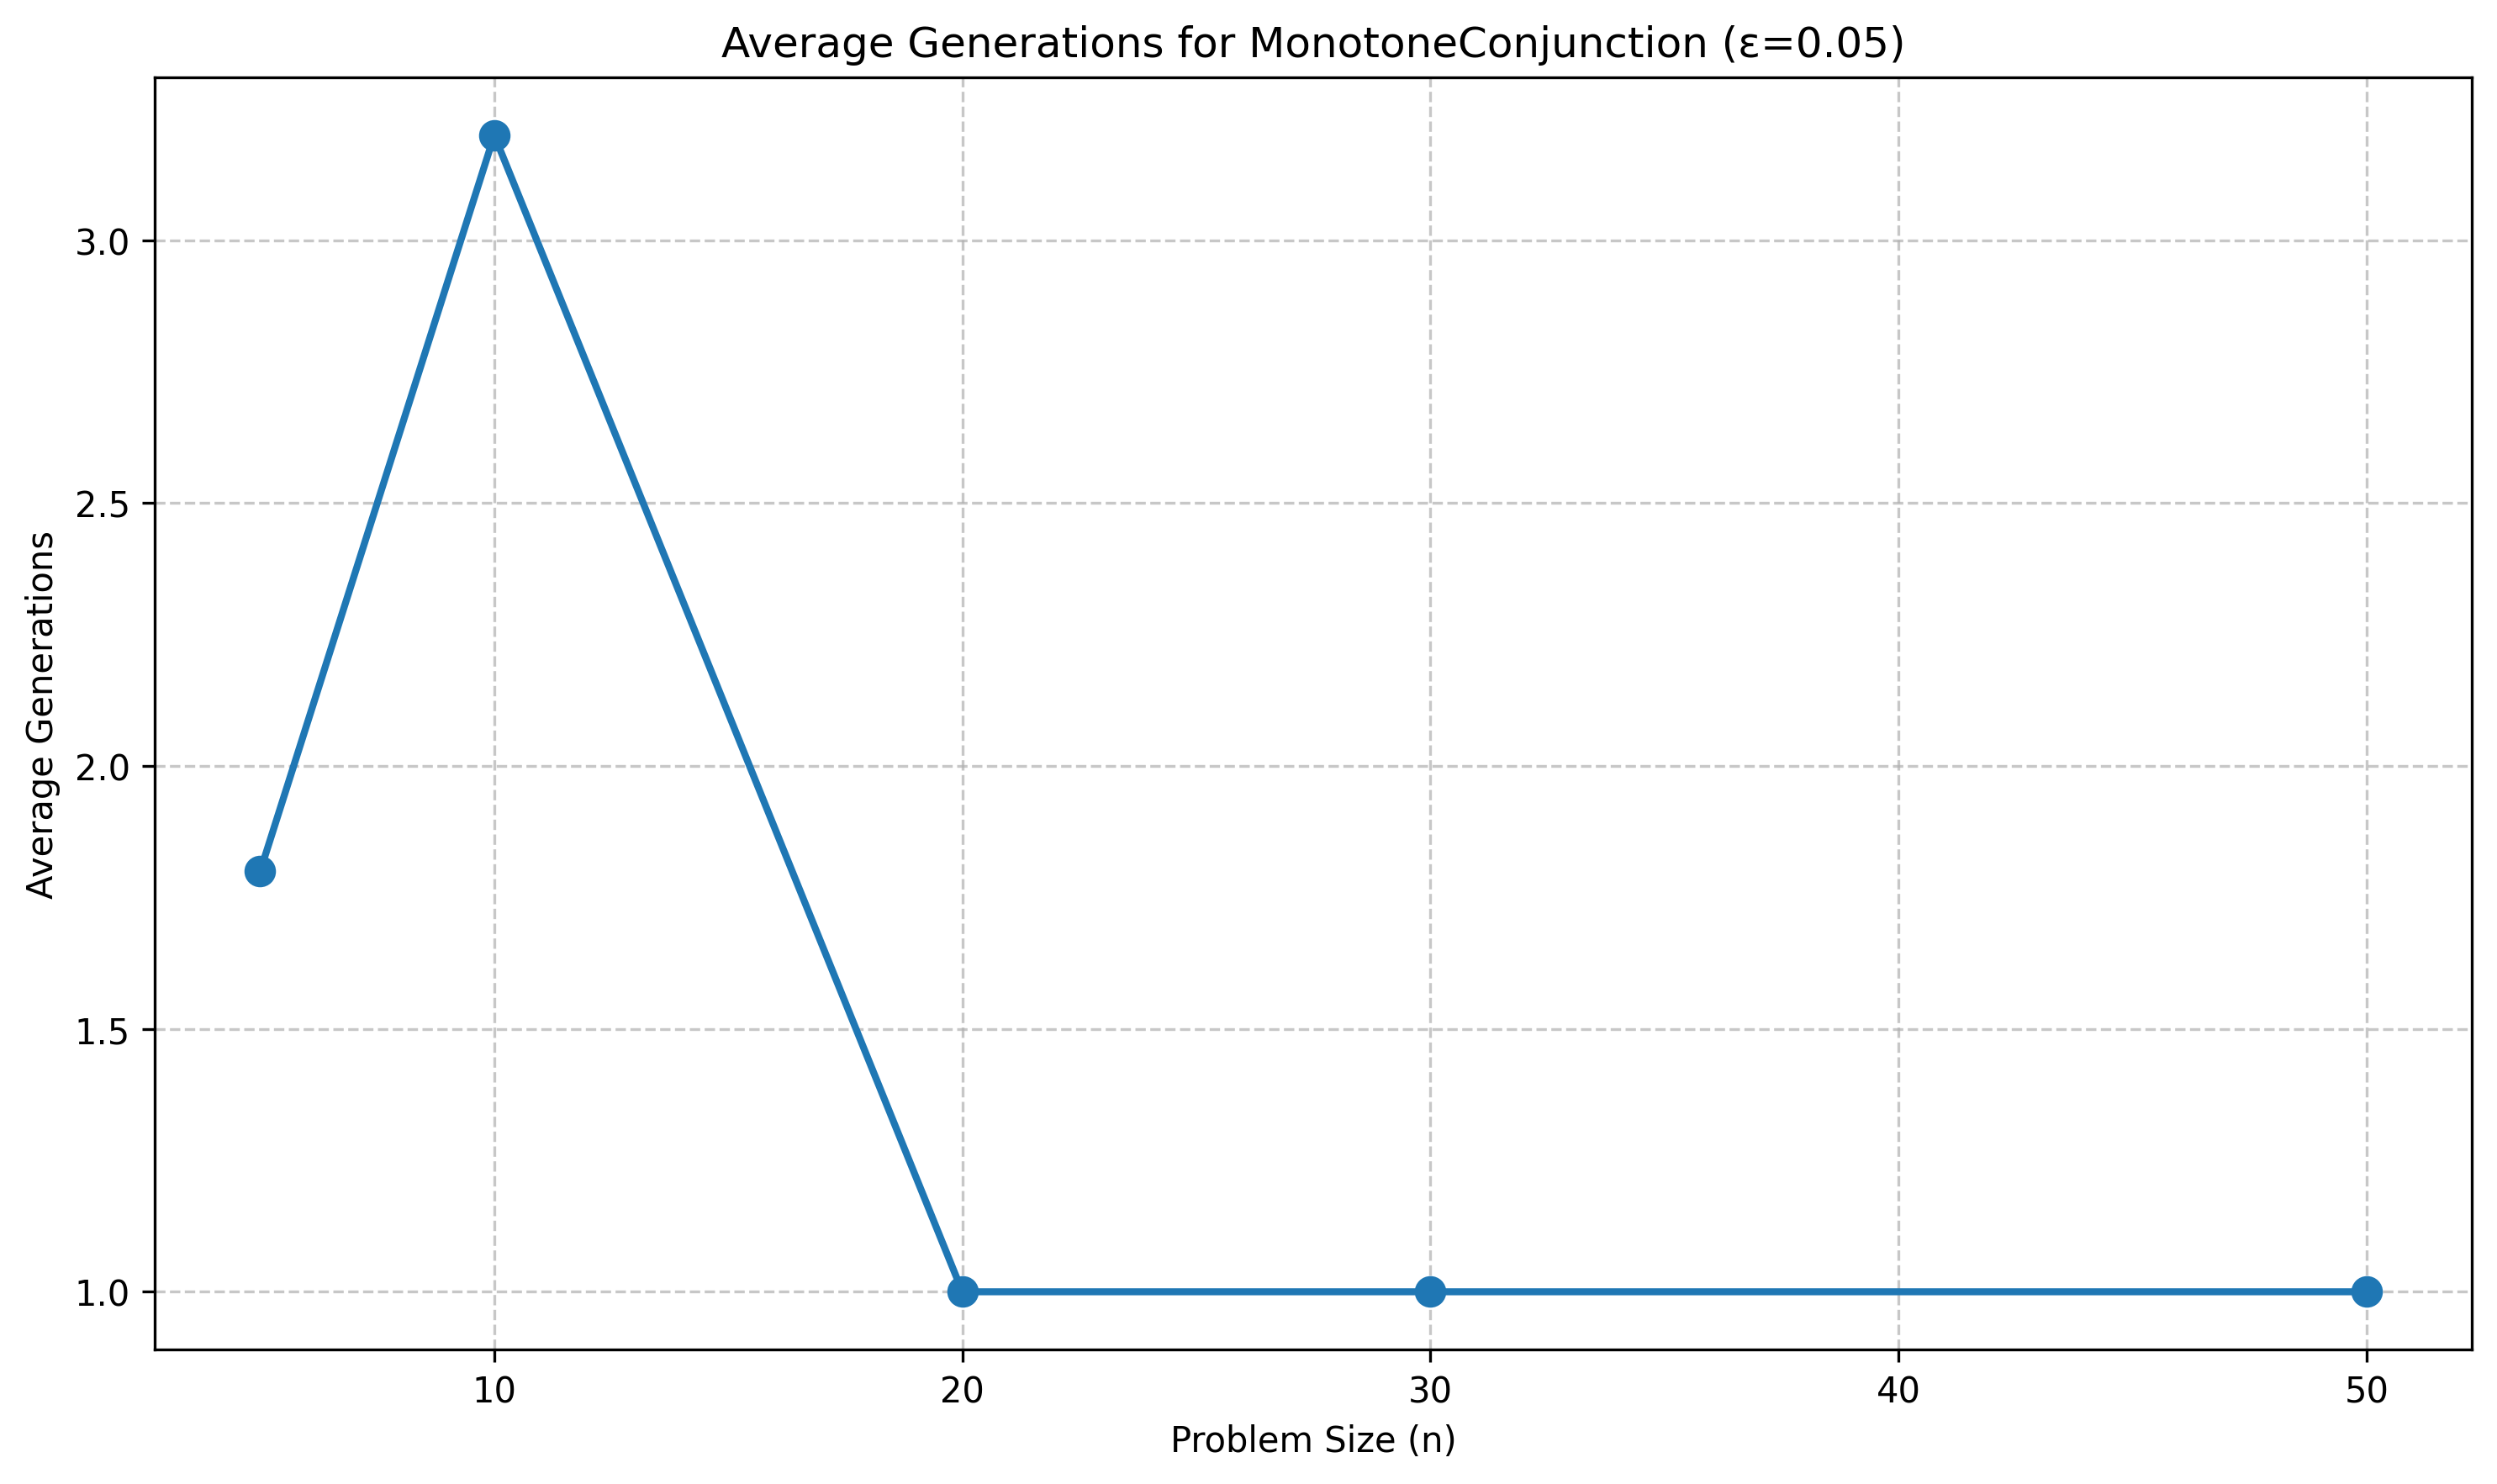 Average Generations for MonotoneConjunction (ε=0.05)
Average Generations
3.0
2.5
2.0
1.5
1.0
10 20 30 40 50
Problem Size (n)